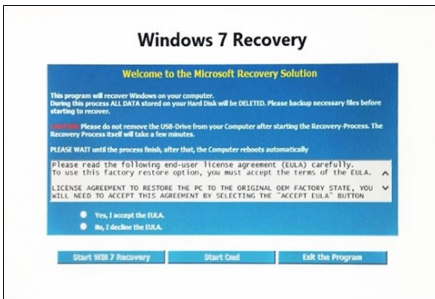 Windows 7 Recovery
Welcome to the Microsoft Recovery Solution
This program will recover Windows on your computer.
During this process ALL DATA stored on your Hard Disk will be DELETED. Please backup necessary files before
starting to recover.
Please do not remove the USB-Drive from your Computer after starting the Recovery-Process. The
Recovery Process itself will take a few minutes.
PLEASE WAIT until the process finish, after that, the Computer reboots automatically
Please read the following end-user license agreement (EULA) carefully.
To use this factory restore option, you must accept the terms of the EULA.
LICENSE AGREEMENT TO RESTORE THE PC TO THE ORIGINAL OEM FACTORY STATE, YOU
WILL NEED TO ACCEPT THIS AGREEMENT BY SELECTING THE "ACCEPT EULA" BUTTON
Yes, I accept the EULA.
No, I decline the EULA.
Start WIN 7 Recovery
Start Cmd
Exit the Program